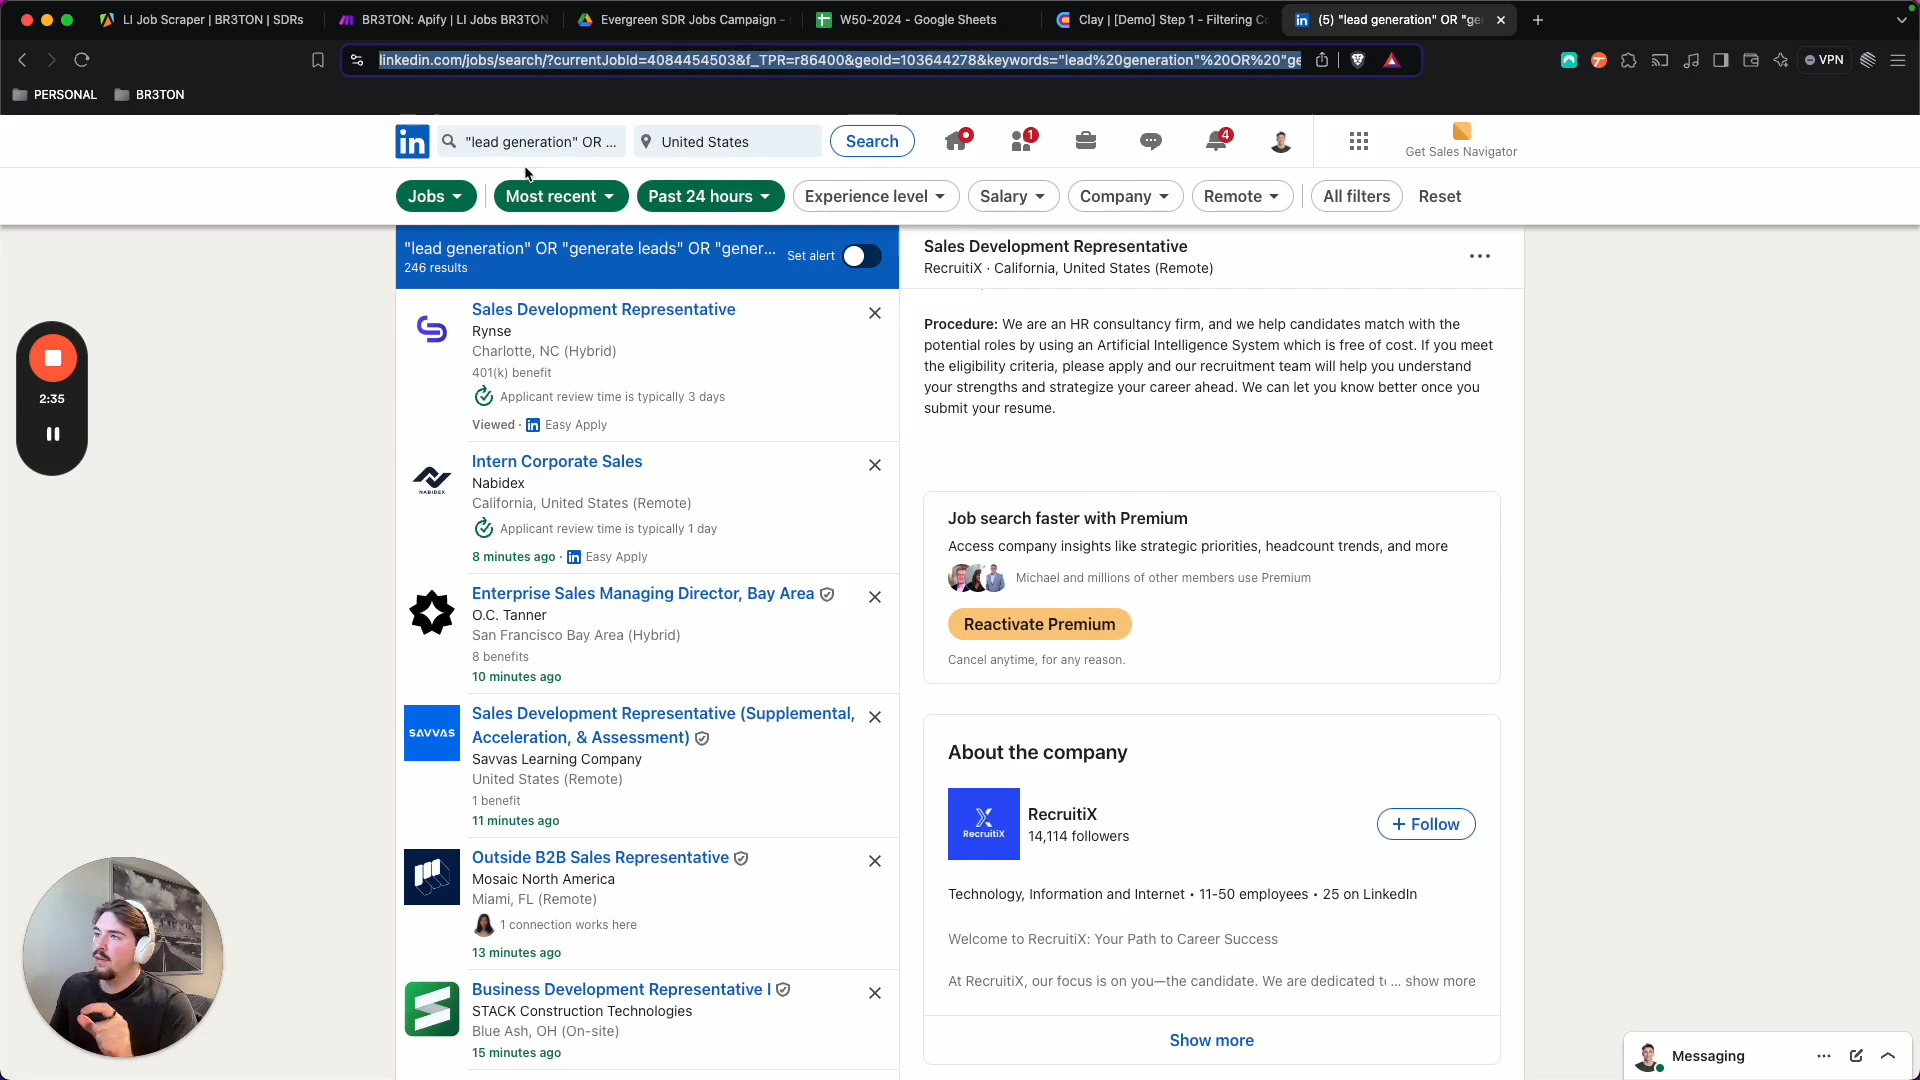 LI Job Scraper | BR3TON | SDRs
BR3TON: Apify | LI Jobs BR3TON
Evergreen SDR Jobs Campaign -
W50-2024 - Google Sheets
Clay | [Demo] Step 1 - Filtering Co
(5) "lead generation" OR "ge
linkedin.com/jobs/search/?currentJobId=4084454503&f_TPR=r86400&geoId=103644278&keywords="lead%20generation"%20OR%20"ge
VPN
PERSONAL
BR3TON
in
"lead generation" OR ...
United States
Search
1
4
Get Sales Navigator
Jobs
Most recent
Past 24 hours
Experience level
Salary
Company
Remote
All filters
Reset
"lead generation" OR "generate leads" OR "gener...
246 results
Set alert
Sales Development Representative
Rynse
Charlotte, NC (Hybrid)
401(k) benefit
Applicant review time is typically 3 days
Viewed · in Easy Apply
Intern Corporate Sales
Nabidex
California, United States (Remote)
Applicant review time is typically 1 day
8 minutes ago · in Easy Apply
NABIDEX
Enterprise Sales Managing Director, Bay Area
O.C. Tanner
San Francisco Bay Area (Hybrid)
8 benefits
10 minutes ago
SAVVAS
Sales Development Representative (Supplemental,
Acceleration, & Assessment)
Savvas Learning Company
United States (Remote)
1 benefit
11 minutes ago
Outside B2B Sales Representative
Mosaic North America
Miami, FL (Remote)
1 connection works here
13 minutes ago
Business Development Representative I
STACK Construction Technologies
Blue Ash, OH (On-site)
15 minutes ago
Sales Development Representative
RecruitiX · California, United States (Remote)
Procedure: We are an HR consultancy firm, and we help candidates match with the
potential roles by using an Artificial Intelligence System which is free of cost. If you meet
the eligibility criteria, please apply and our recruitment team will help you understand
your strengths and strategize your career ahead. We can let you know better once you
submit your resume.
Job search faster with Premium
Access company insights like strategic priorities, headcount trends, and more
Michael and millions of other members use Premium
Reactivate Premium
Cancel anytime, for any reason.
About the company
RecruitiX
RecruitiX
14,114 followers
Follow
Technology, Information and Internet • 11-50 employees • 25 on LinkedIn
Welcome to RecruitiX: Your Path to Career Success
At RecruitiX, our focus is on you—the candidate. We are dedicated t ... show more
Show more
Messaging
2:35